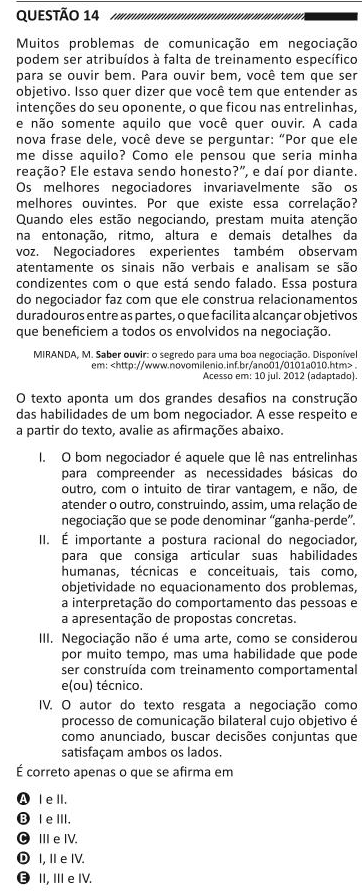 QUESTÃO 14
Muitos problemas de comunicação em negociação
podem ser atribuídos à falta de treinamento específico
para se ouvir bem. Para ouvir bem, você tem que ser
objetivo. Isso quer dizer que você tem que entender as
intenções do seu oponente, o que ficou nas entrelinhas,
e não somente aquilo que você quer ouvir. A cada
nova frase dele, você deve se perguntar: “Por que ele
me disse aquilo? Como ele pensou que seria minha
reação? Ele estava sendo honesto?”, e daí por diante.
Os melhores negociadores invariavelmente são os
melhores ouvintes. Por que existe essa correlação?
Quando eles estão negociando, prestam muita atenção
na entonação, ritmo, altura e demais detalhes da
voz. Negociadores experientes também observam
atentamente os sinais não verbais e analisam se são
condizentes com o que está sendo falado. Essa postura
do negociador faz com que ele construa relacionamentos
duradouros entre as partes, o que facilita alcançar objetivos
que beneficiem a todos os envolvidos na negociação.
MIRANDA, M. Saber ouvir: o segredo para uma boa negociação. Disponível
em: <http://www.novomilenio.inf.br/ano01/0101a010.htm> .
Acesso em: 10 jul. 2012 (adaptado).
O texto aponta um dos grandes desafios na construção
das habilidades de um bom negociador. A esse respeito e
a partir do texto, avalie as afirmações abaixo.
I. O bom negociador é aquele que lê nas entrelinhas
para compreender as necessidades básicas do
outro, com o intuito de tirar vantagem, e não, de
atender o outro, construindo, assim, uma relação de
negociação que se pode denominar “ganha-perde”.
II. É importante a postura racional do negociador,
para que consiga articular suas habilidades
humanas, técnicas e conceituais, tais como,
objetividade no equacionamento dos problemas,
a interpretação do comportamento das pessoas e
a apresentação de propostas concretas.
III. Negociação não é uma arte, como se considerou
por muito tempo, mas uma habilidade que pode
ser construída com treinamento comportamental
e(ou) técnico.
IV. O autor do texto resgata a negociação como
processo de comunicação bilateral cujo objetivo é
como anunciado, buscar decisões conjuntas que
satisfaçam ambos os lados.
É correto apenas o que se afirma em
A I e II.
B I e III.
C III e IV.
D I, II e IV.
E II, III e IV.